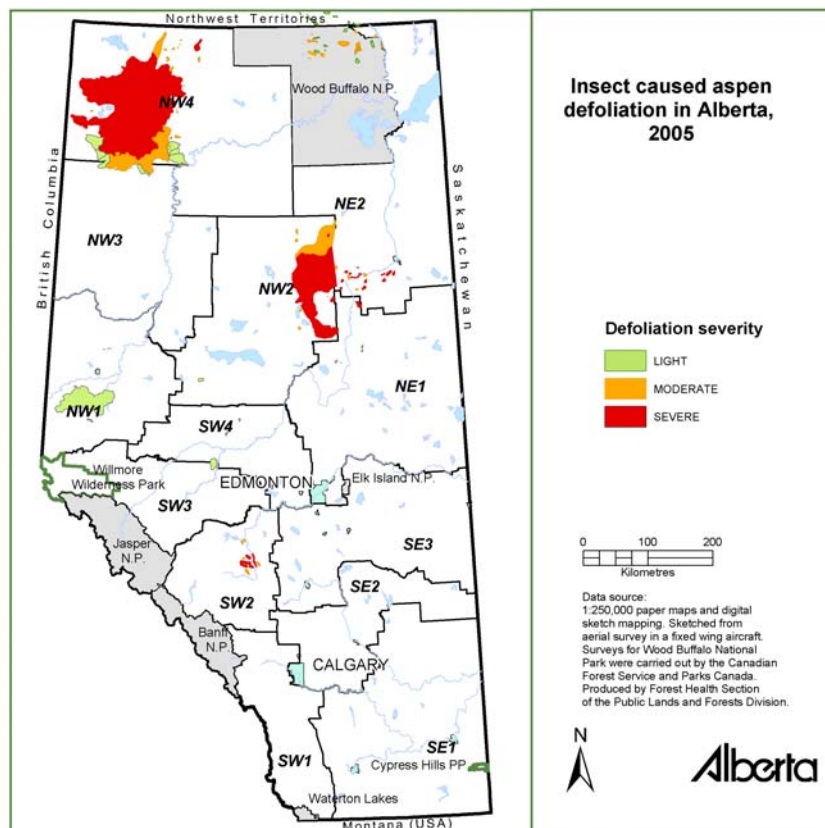 Northwest Territories
Wood Buffalo N.P.
NW4
British Columbia
Saskatchewan
NE2
NW3
NW2
NE1
NW1
SW4
Willmore
Wilderness Park
EDMONTON
Elk Island N.P.
SW3
Jasper
N.P.
SE3
SW2
SE2
Banff
N.P.
CALGARY
SW1
SE1
Cypress Hills PP
Waterton Lakes
Montana (USA)
Insect caused aspen
defoliation in Alberta,
2005
Defoliation severity
LIGHT
MODERATE
SEVERE
0 100 200
Kilometres
Data source:
1:250,000 paper maps and digital
sketch mapping. Sketched from
aerial survey in a fixed wing aircraft.
Surveys for Wood Buffalo National
Park were carried out by the Canadian
Forest Service and Parks Canada.
Produced by Forest Health Section
of the Public Lands and Forests Division.
N
Alberta